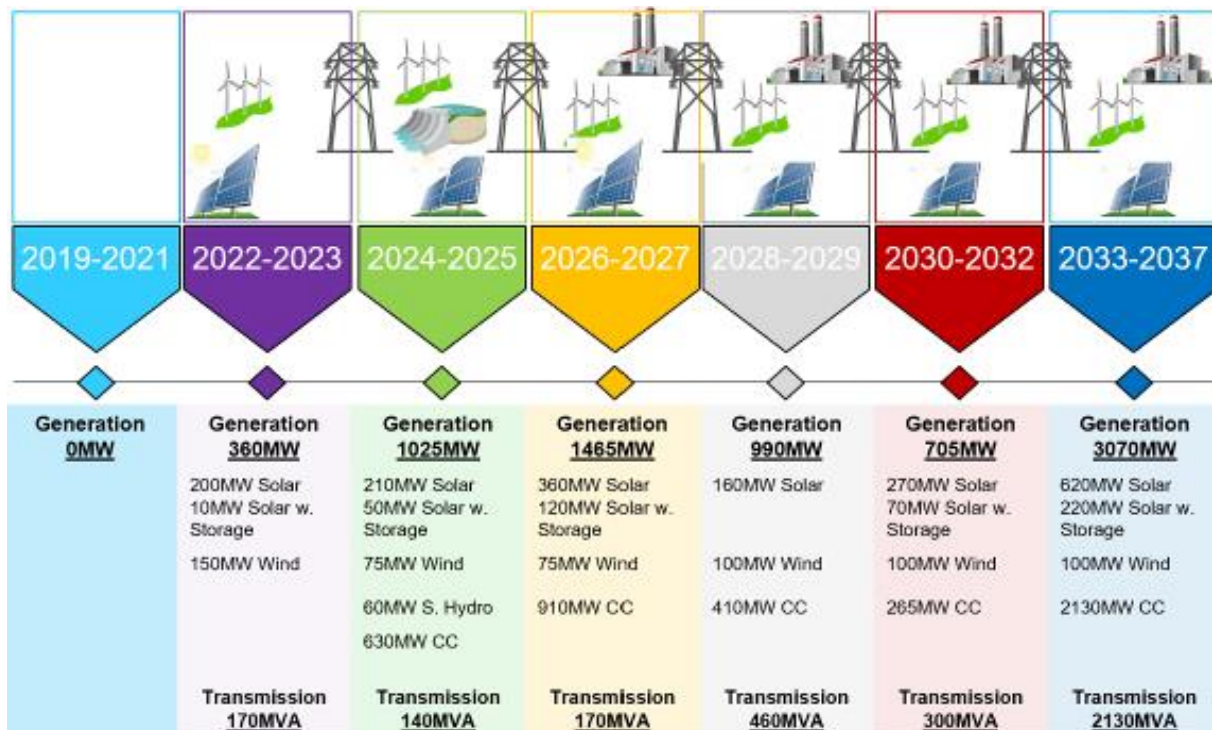 2019-2021
2022-2023
2024-2025
2026-2027
2028-2029
2030-2032
2033-2037
Generation
0MW
Generation
360MW
200MW Solar
10MW Solar w.
Storage
150MW Wind
Transmission
170MVA
Generation
1025MW
210MW Solar
50MW Solar w.
Storage
75MW Wind
60MW S. Hydro
630MW CC
Transmission
140MVA
Generation
1465MW
360MW Solar
120MW Solar w.
Storage
75MW Wind
910MW CC
Transmission
170MVA
Generation
990MW
160MW Solar
100MW Wind
410MW CC
Transmission
460MVA
Generation
705MW
270MW Solar
70MW Solar w.
Storage
100MW Wind
265MW CC
Transmission
300MVA
Generation
3070MW
620MW Solar
220MW Solar w.
Storage
100MW Wind
2130MW CC
Transmission
2130MVA